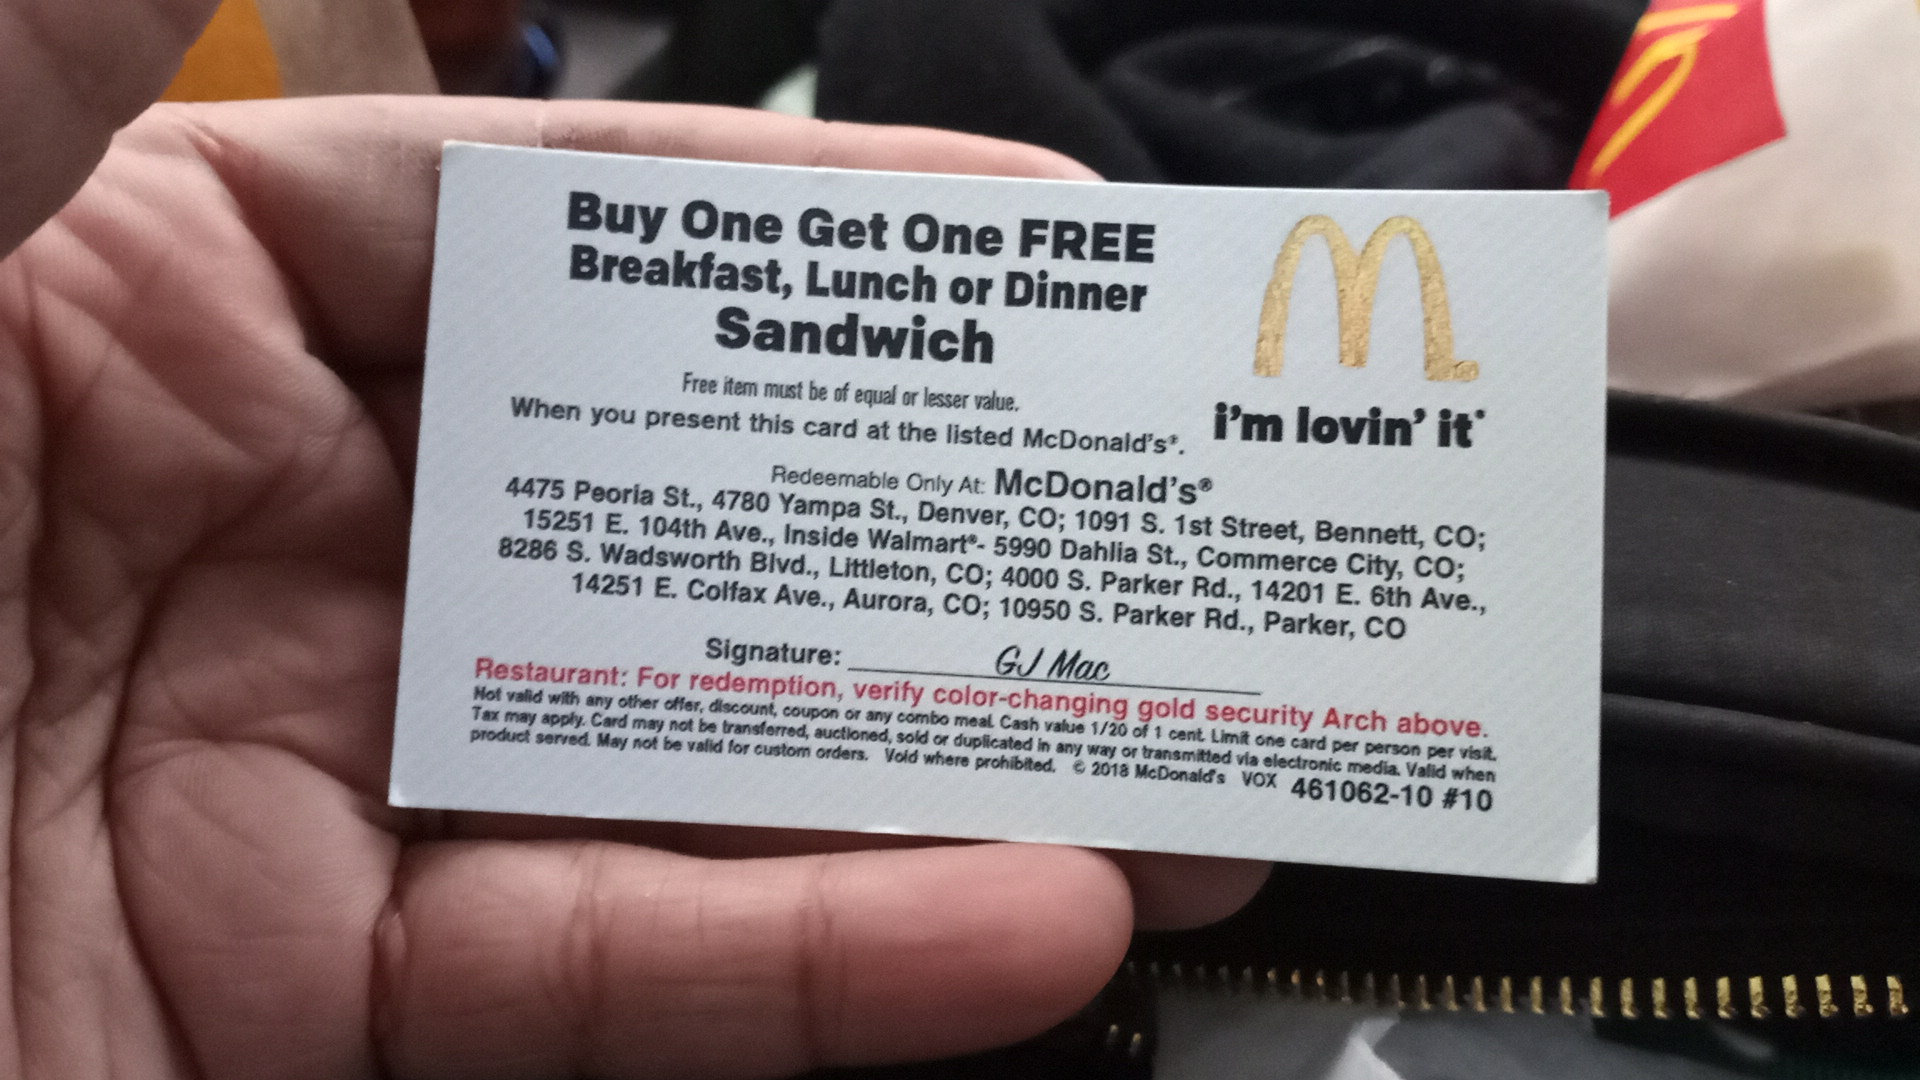 Buy One Get One FREE
Breakfast, Lunch or Dinner
Sandwich
Free item must be of equal or lesser value.
When you present this card at the listed McDonald's®.
i'm lovin' it®
Redeemable Only At: McDonald's®
4475 Peoria St., 4780 Yampa St., Denver, CO; 1091 S. 1st Street, Bennett, CO;
15251 E. 104th Ave., Inside Walmart®- 5990 Dahlia St., Commerce City, CO;
8286 S. Wadsworth Blvd., Littleton, CO; 4000 S. Parker Rd., 14201 E. 6th Ave.,
14251 E. Colfax Ave., Aurora, CO; 10950 S. Parker Rd., Parker, CO
Signature: GJ Mac
Restaurant: For redemption, verify color-changing gold security Arch above.
Not valid with any other offer, discount, coupon or any combo meal. Cash value 1/20 of 1 cent. Limit one card per person per visit.
Tax may apply. Card may not be transferred, auctioned, sold or duplicated in any way or transmitted via electronic media. Valid when
product served. May not be valid for custom orders. Void where prohibited. © 2018 McDonald's VOX 461062-10 #10